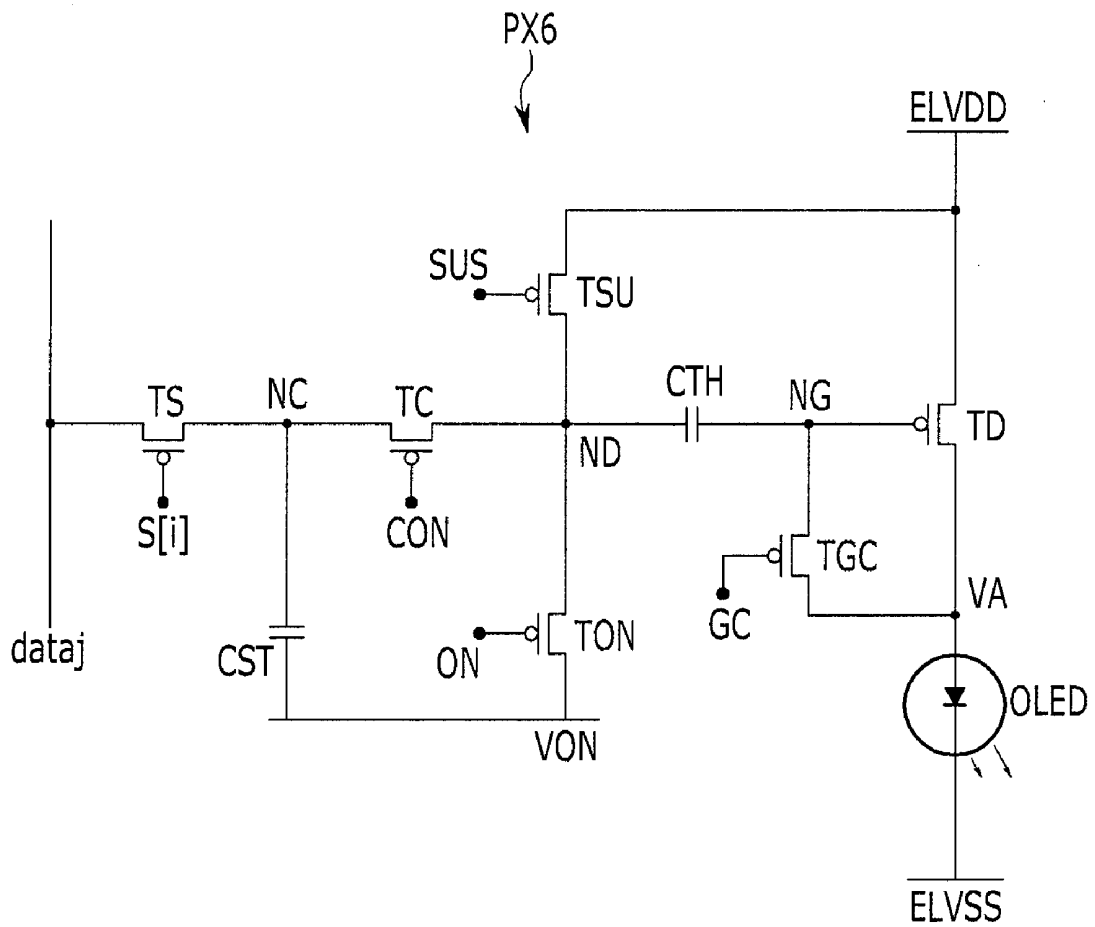 PX6
ELVDD
SUS
TSU
TS
NC
TC
CTH
NG
TD
ND
S[i]
CON
TGC
GC
VA
dataj
CST
ON
TON
OLED
VON
ELVSS